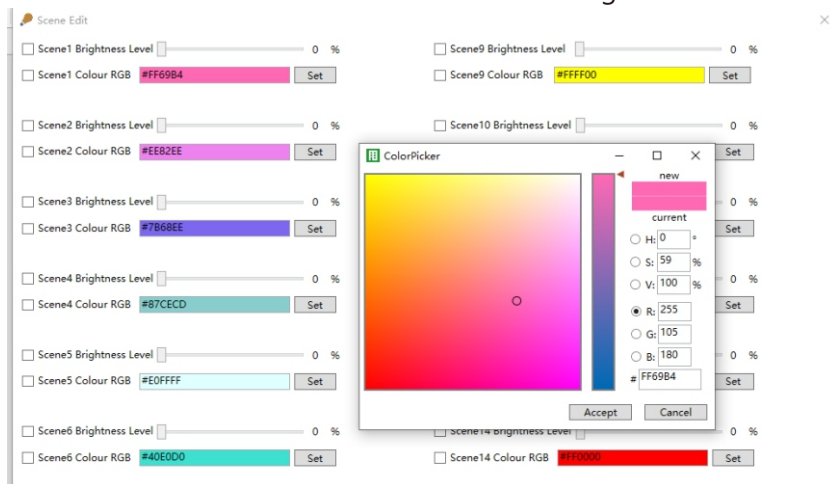 Scene Edit
Scene1 Brightness Level 0 %
Scene9 Brightness Level 0 %
Scene1 Colour RGB #FF69B4 Set
Scene9 Colour RGB #FFFF00 Set
Scene2 Brightness Level 0 %
Scene10 Brightness Level 0 %
Scene2 Colour RGB #EE82EE Set
Set
Scene3 Brightness Level 0 %
0 %
Scene3 Colour RGB #7B68EE Set
Set
Scene4 Brightness Level 0 %
0 %
Scene4 Colour RGB #87CECD Set
Set
Scene5 Brightness Level 0 %
0 %
Scene5 Colour RGB #E0FFFF Set
Set
Scene6 Brightness Level 0 %
Scene14 Brightness Level 0 %
Scene6 Colour RGB #40E0D0 Set
Scene14 Colour RGB #FF0000 Set
ColorPicker
new
current
H: 0 °
S: 59 %
V: 100 %
R: 255
G: 105
B: 180
# FF69B4
Accept Cancel